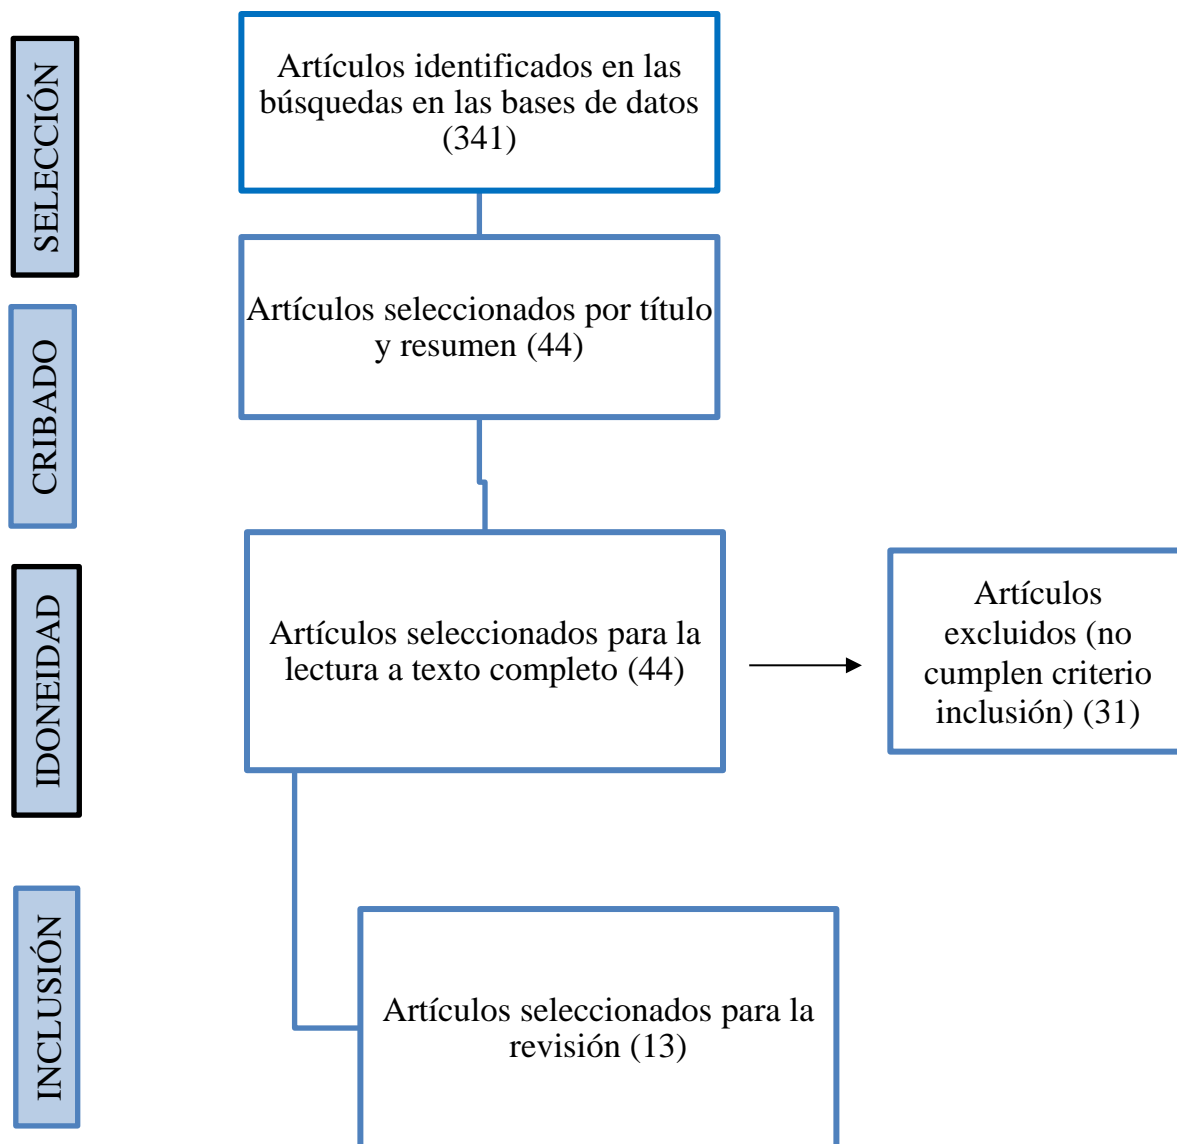 SELECCIÓN
Artículos identificados en las
búsquedas en las bases de datos
(341)
CRIBADO
Artículos seleccionados por título
y resumen (44)
IDONEIDAD
Artículos seleccionados para la
lectura a texto completo (44)
Artículos
excluidos (no
cumplen criterio
inclusión) (31)
INCLUSIÓN
Artículos seleccionados para la
revisión (13)